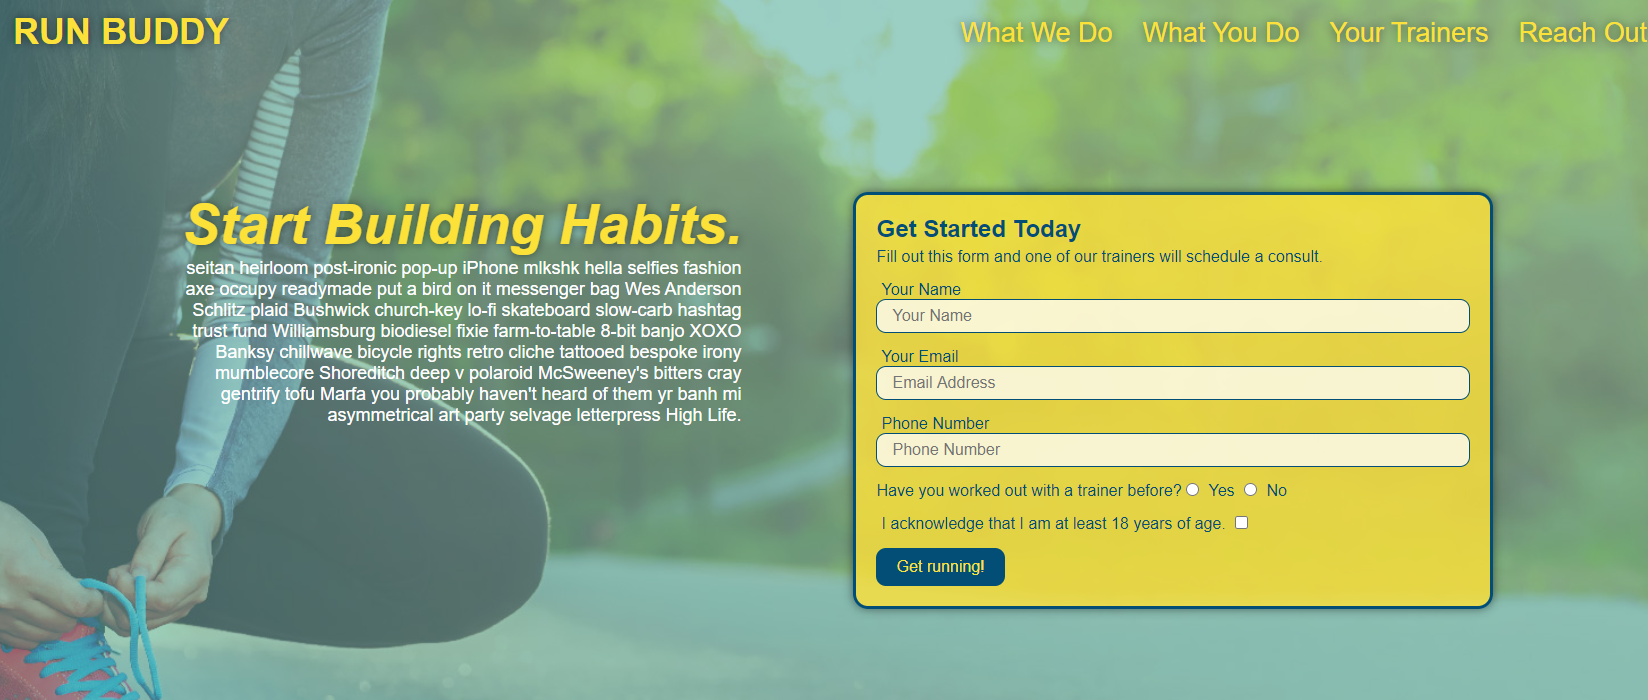 RUN BUDDY
What We Do What You Do Your Trainers Reach Out
Start Building Habits.
seitan heirloom post-ironic pop-up iPhone mlkshk hella selfies fashion
axe occupy readymade put a bird on it messenger bag Wes Anderson
Schlitz plaid Bushwick church-key lo-fi skateboard slow-carb hashtag
trust fund Williamsburg biodiesel fixie farm-to-table 8-bit banjo XOXO
Banksy chillwave bicycle rights retro cliche tattooed bespoke irony
mumblecore Shoreditch deep v polaroid McSweeney's bitters cray
gentrify tofu Marfa you probably haven't heard of them yr banh mi
asymmetrical art party selvage letterpress High Life.
Get Started Today
Fill out this form and one of our trainers will schedule a consult.
Your Name
Your Name
Your Email
Email Address
Phone Number
Phone Number
Have you worked out with a trainer before? Yes No
I acknowledge that I am at least 18 years of age.
Get running!